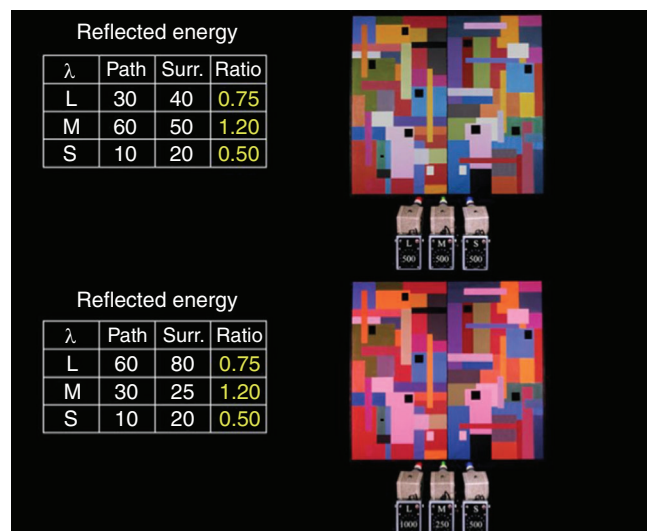 Reflected energy
λ Path Surr. Ratio
L 30 40 0.75
M 60 50 1.20
S 10 20 0.50
L M S
500 500 500
Reflected energy
λ Path Surr. Ratio
L 60 80 0.75
M 30 25 1.20
S 10 20 0.50
L M S
1000 250 500